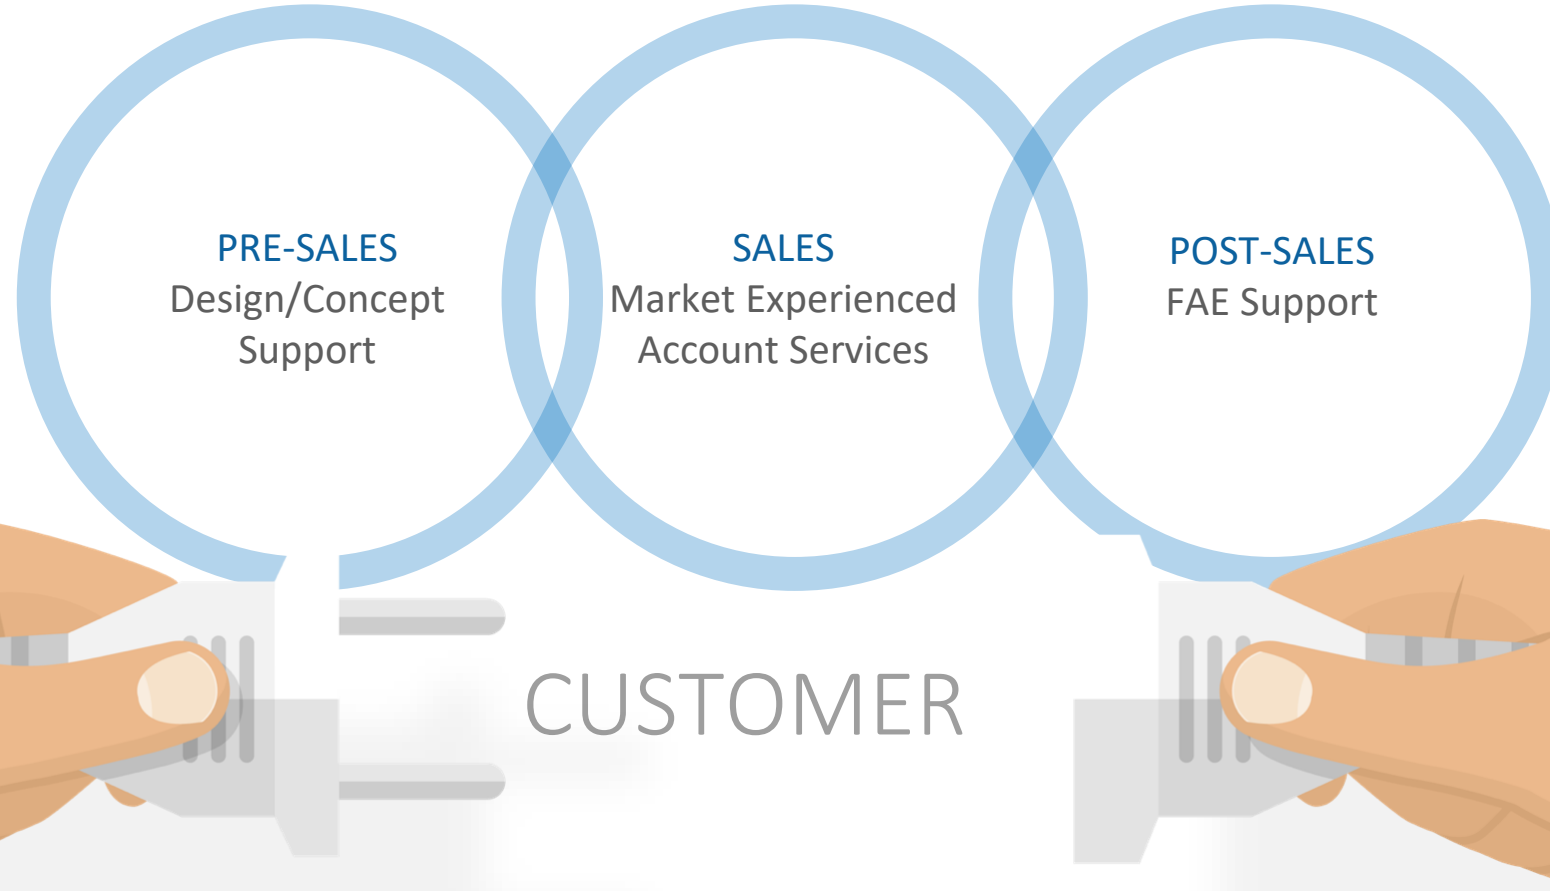 PRE-SALES
Design/Concept
Support
SALES
Market Experienced
Account Services
POST-SALES
FAE Support
CUSTOMER